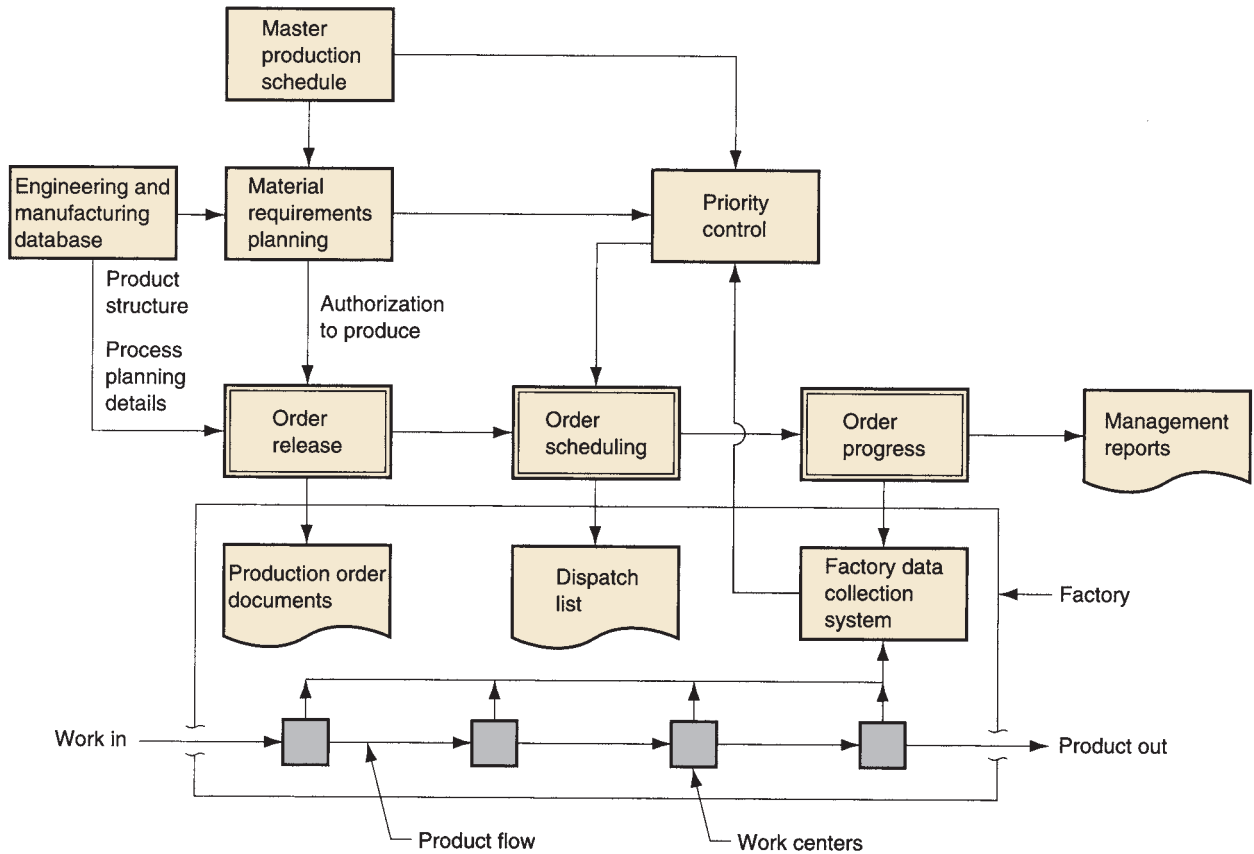 Master
production
schedule
Engineering and
manufacturing
database
Material
requirements
planning
Priority
control
Product
structure
Authorization
to produce
Process
planning
details
Order
release
Order
scheduling
Order
progress
Management
reports
Production order
documents
Dispatch
list
Factory data
collection
system
Factory
Work in
Product out
Product flow
Work centers